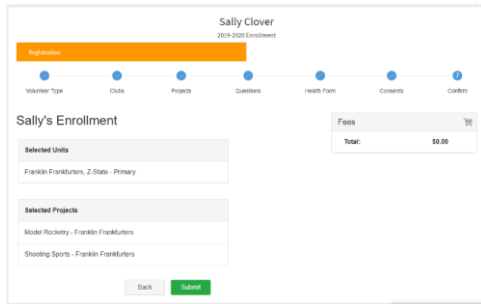 Sally Clover
2019-2020 Enrollment
Registration
Volunteer Type
Clubs
Projects
Questions
Health Form
Consents
7
Confirm
Sally's Enrollment
Fees
Total: $0.00
Selected Units
Franklin Frankfurters, Z-State - Primary
Selected Projects
Model Rocketry - Franklin Frankfurters
Shooting Sports - Franklin Frankfurters
Back Submit